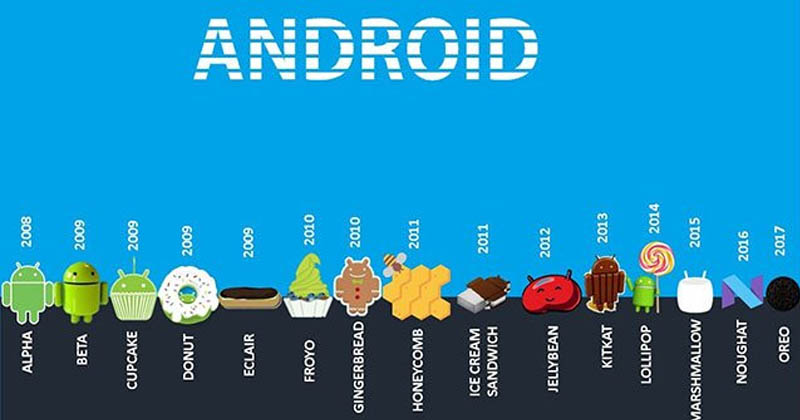 ANDROID
2008
2009
2009
2009
2009
2010
2010
2011
2011
2012
2013
2014
2015
2016
2017
ALPHA
BETA
CUPCAKE
DONUT
ECLAIR
FROYO
GINGERBREAD
HONEYCOMB
ICE CREAM
SANDWICH
JELLYBEAN
KITKAT
LOLLIPOP
MARSHMALLOW
NOUGHAT
OREO